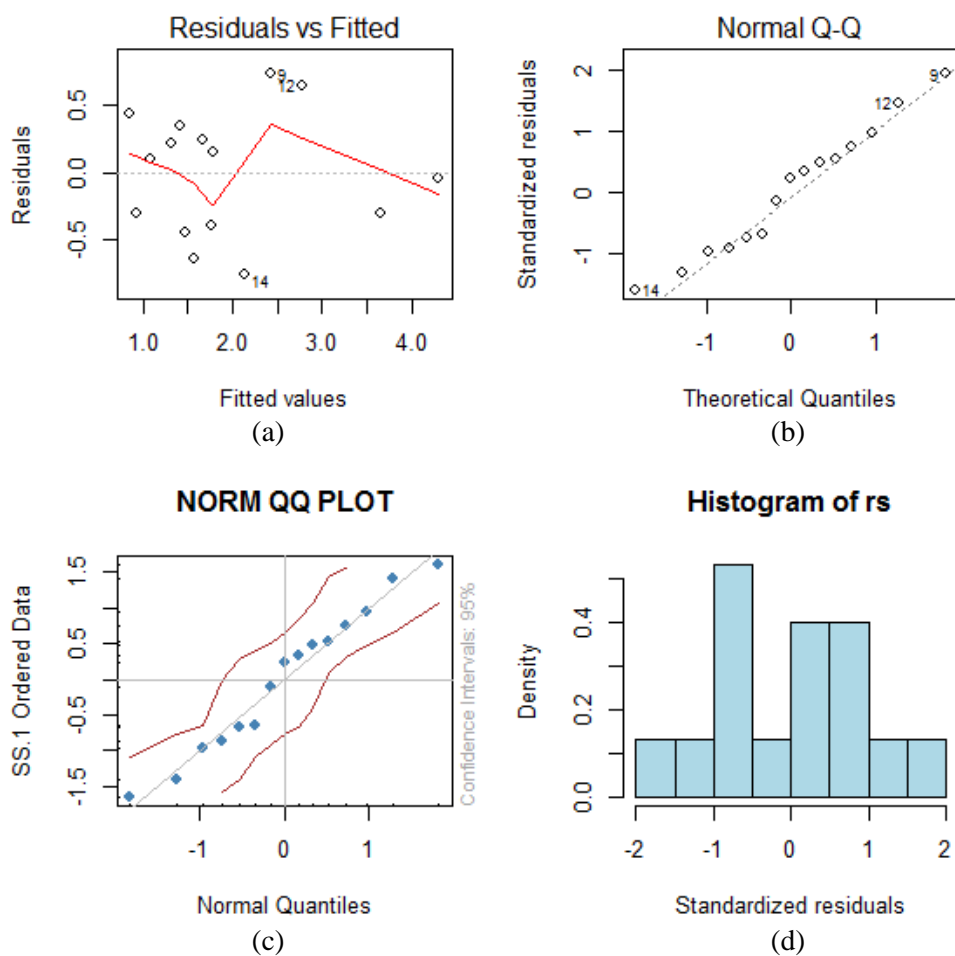 Residuals vs Fitted
Residuals
0.5
0.0
-0.5
9
12
14
1.0 2.0 3.0 4.0
Fitted values
(a)
Normal Q-Q
Standardized residuals
2
1
0
-1
9
12
14
-1 0 1
Theoretical Quantiles
(b)
NORM QQ PLOT
SS.1 Ordered Data
1.5
0.5
-0.5
-1.5
Confidence Intervals: 95%
-1 0 1
Normal Quantiles
(c)
Histogram of rs
Density
0.4
0.2
0.0
-2 -1 0 1 2
Standardized residuals
(d)